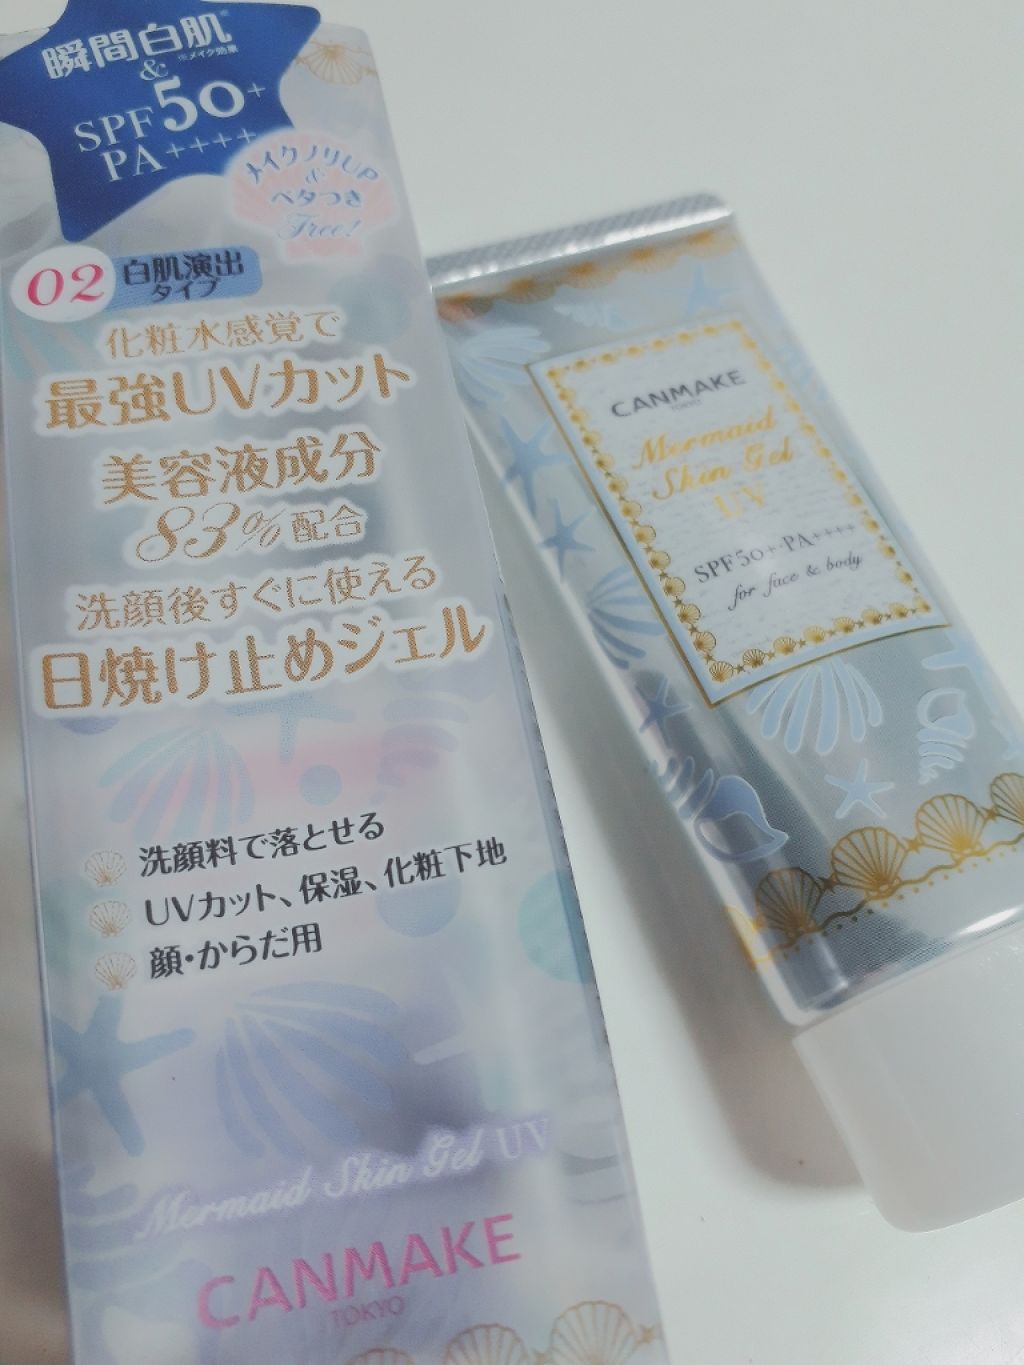 瞬間白肌※
※メイク効果
&
SPF50+
PA++++
メイクノリUP
&
ベタつき
Free!
02 白肌演出
タイプ
化粧水感覚で
最強UVカット
美容液成分
83%配合
洗顔後すぐに使える
日焼け止めジェル
洗顔料で落とせる
UVカット、保湿、化粧下地
顔・からだ用
Mermaid Skin Gel UV
CANMAKE
TOKYO
CANMAKE
TOKYO
Mermaid
Skin Gel
UV
SPF50+・PA++++
for face & body